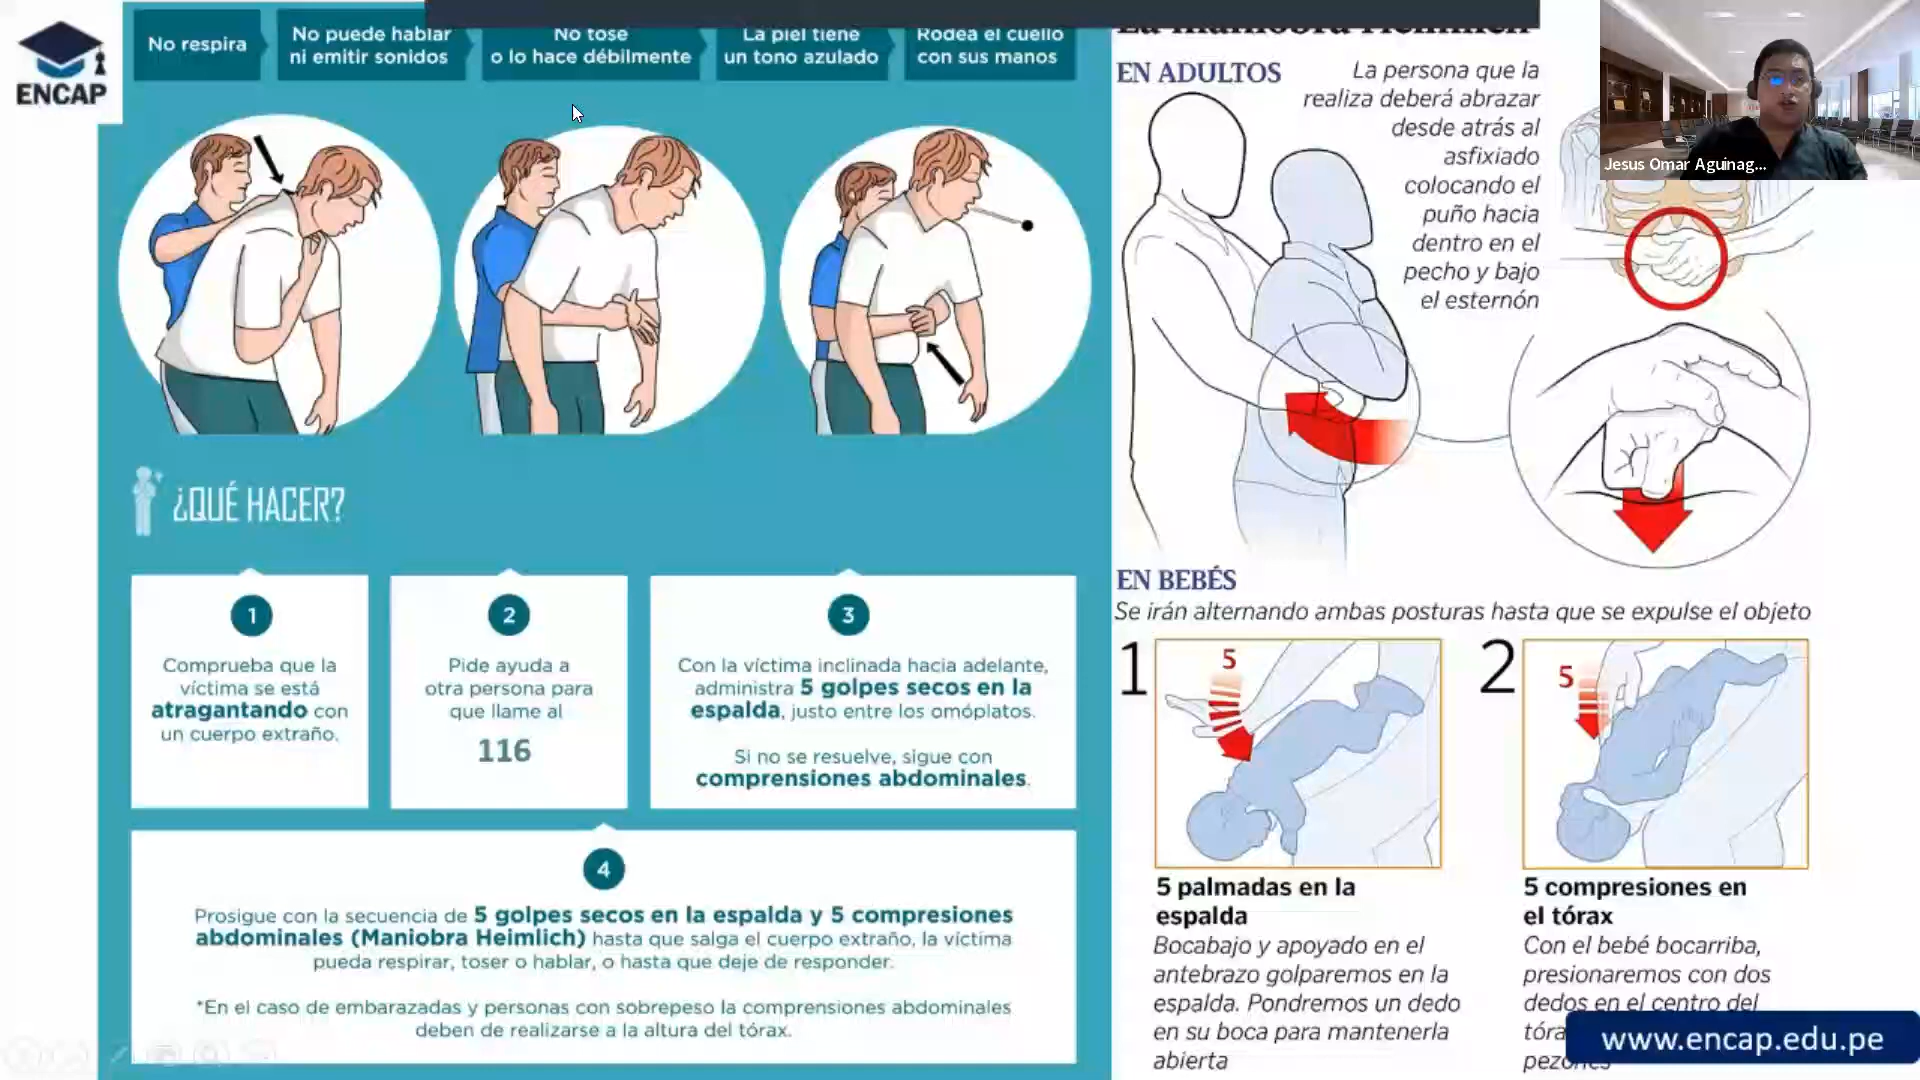 ENCAP
No respira
No puede hablar
ni emitir sonidos
No tose
o lo hace débilmente
La piel tiene
un tono azulado
Rodea el cuello
con sus manos
¿QUÉ HACER?
1
Comprueba que la
víctima se está
atragantando con
un cuerpo extraño.
2
Pide ayuda a
otra persona para
que llame al
116
3
Con la víctima inclinada hacia adelante,
administra 5 golpes secos en la
espalda, justo entre los omóplatos.
Si no se resuelve, sigue con
comprensiones abdominales.
4
Prosigue con la secuencia de 5 golpes secos en la espalda y 5 compresiones
abdominales (Maniobra Heimlich) hasta que salga el cuerpo extraño, la víctima
pueda respirar, toser o hablar, o hasta que deje de responder.
*En el caso de embarazadas y personas con sobrepeso la comprensiones abdominales
deben de realizarse a la altura del tórax.
La maniobra Heimlich
EN ADULTOS
La persona que la
realiza deberá abrazar
desde atrás al
asfixiado
colocando el
puño hacia
dentro en el
pecho y bajo
el esternón
Jesus Omar Aguinag...
EN BEBÉS
Se irán alternando ambas posturas hasta que se expulse el objeto
1
5
5 palmadas en la
espalda
Bocabajo y apoyado en el
antebrazo golparemos en la
espalda. Pondremos un dedo
en su boca para mantenerla
abierta
2
5
5 compresiones en
el tórax
Con el bebé bocarriba,
presionaremos con dos
dedos en el centro del
www.encap.edu.pe